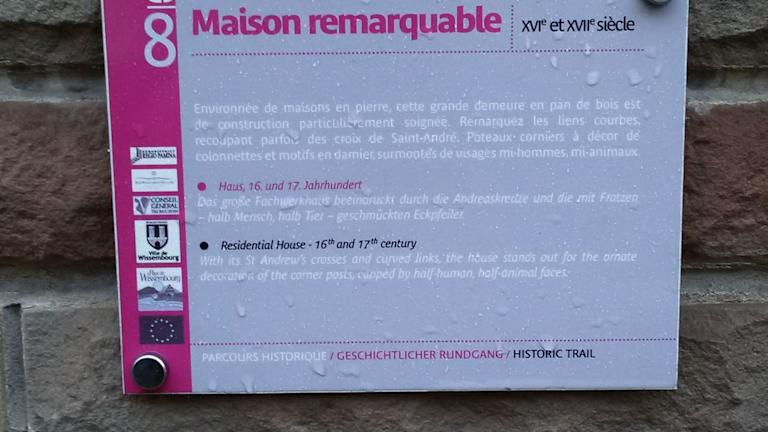 Maison remarquable
XVIe et XVIIe siècle
8
Environnée de maisons en pierre, cette grande demeure en pan de bois est
de construction particulièrement soignée. Remarquez les liens courbes,
recoupant parfois des croix de Saint-André. Poteaux corniers à décor de
colonnettes et motifs en damier, surmontés de visages mi-hommes, mi-animaux.
● Haus, 16. und 17. Jahrhundert
Das große Fachwerkhaus beeindruckt durch die Andreaskreuze und die mit Fratzen
– halb Mensch, halb Tier – geschmückten Eckpfeiler.
● Residential House - 16th and 17th century
With its St Andrew's crosses and curved links, the house stands out for the ornate
decoration of the corner posts, capped by half-human, half-animal faces.
REGIO PAMINA
CONSEIL
GENERAL
Ville de
Wissembourg
Wissembourg
PARCOURS HISTORIQUE / GESCHICHTLICHER RUNDGANG / HISTORIC TRAIL